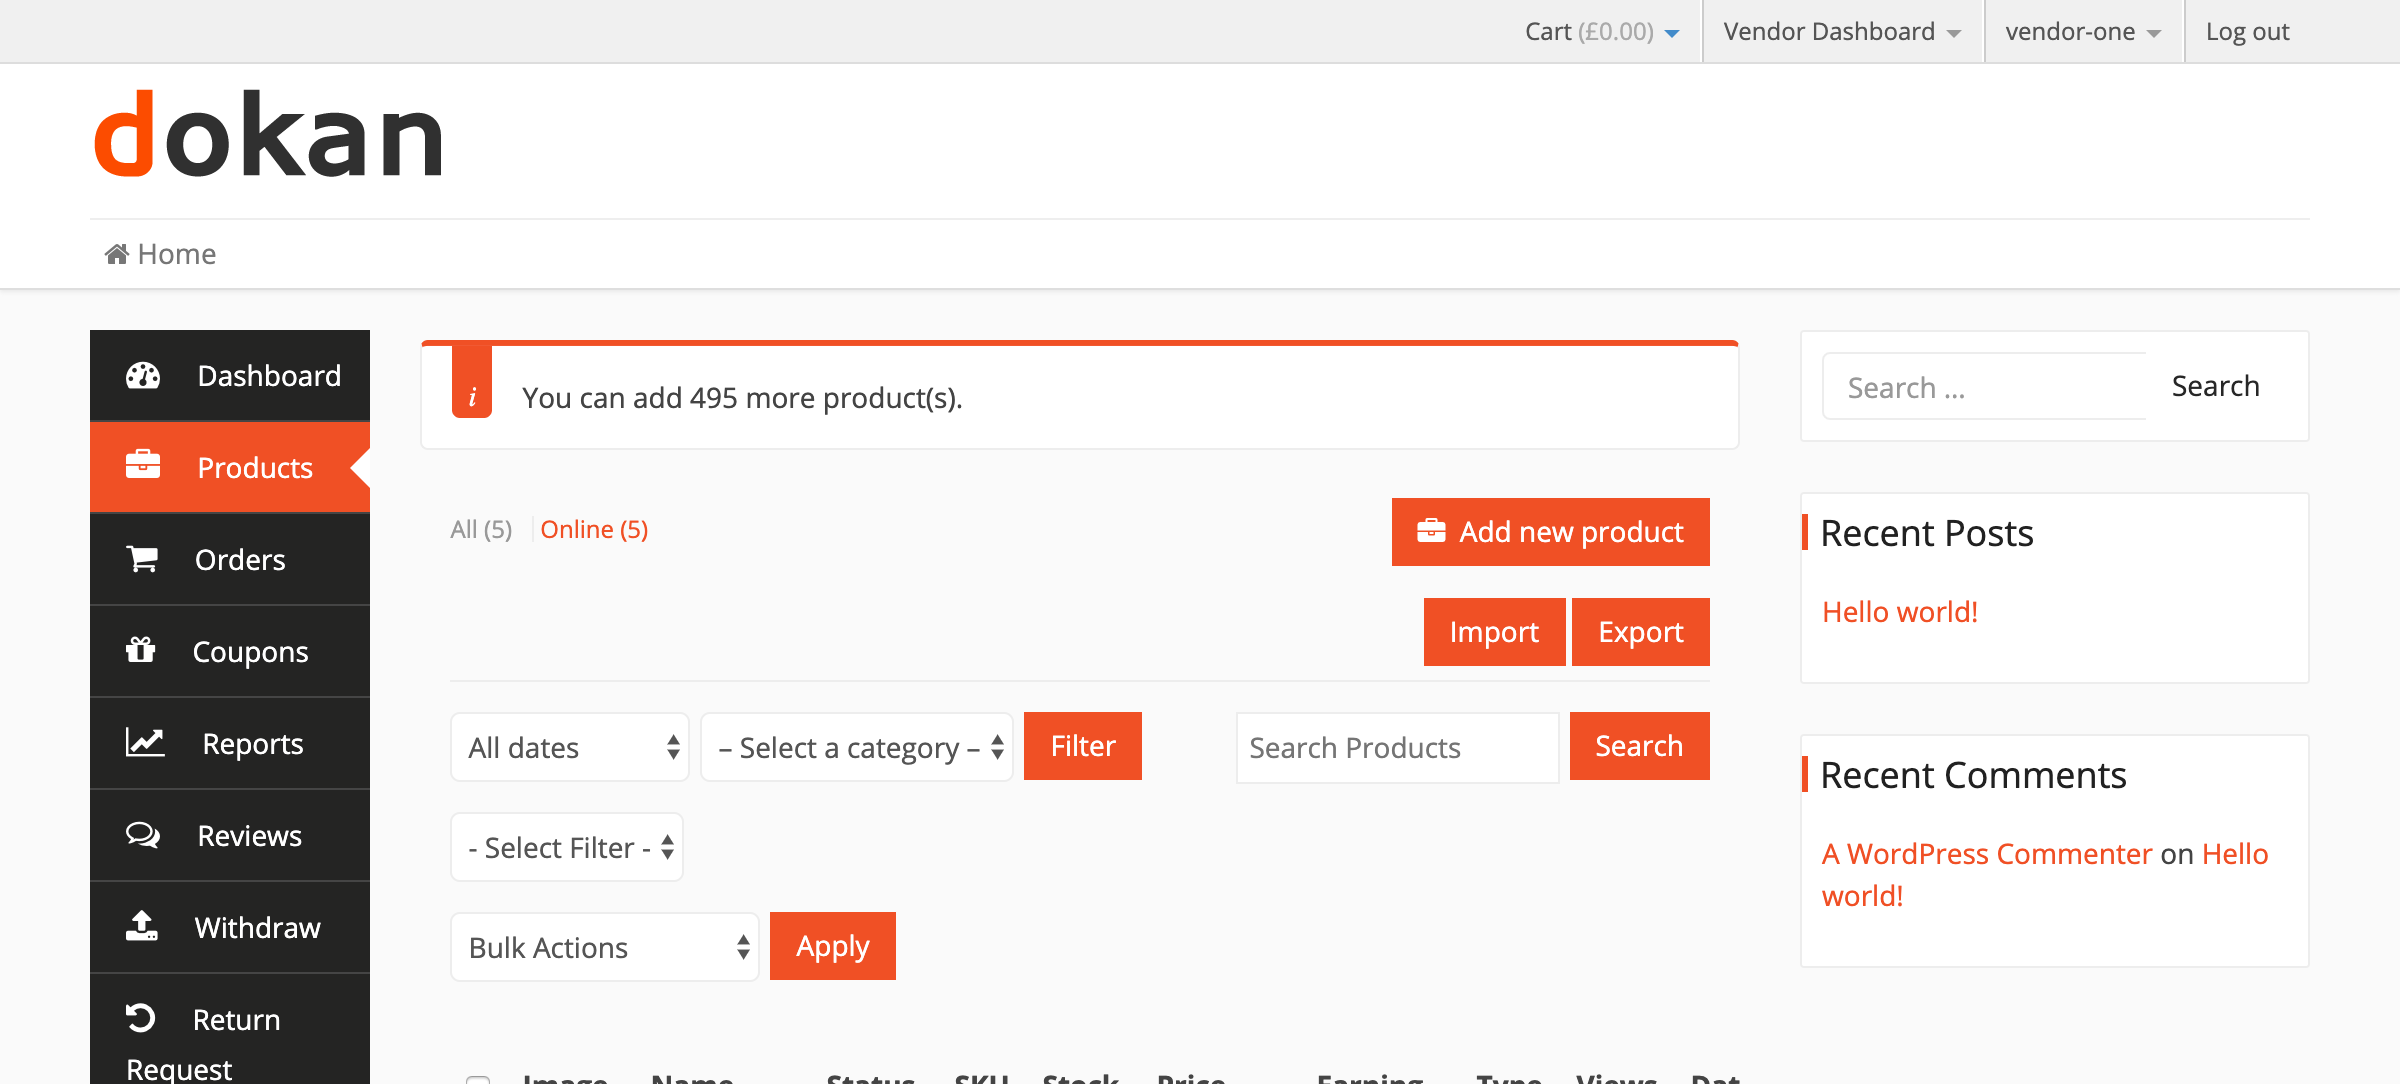 Cart (£0.00) Vendor Dashboard vendor-one Log out
dokan
Home
Dashboard
Products
Orders
Coupons
Reports
Reviews
Withdraw
Return
Request
i You can add 495 more product(s).
All (5) Online (5)
Add new product
Import Export
All dates – Select a category – Filter Search Products Search
- Select Filter -
Bulk Actions Apply
Image Name Status SKU Stock Price Earning Type Views Dat
Search ... Search
Recent Posts
Hello world!
Recent Comments
A WordPress Commenter on Hello
world!